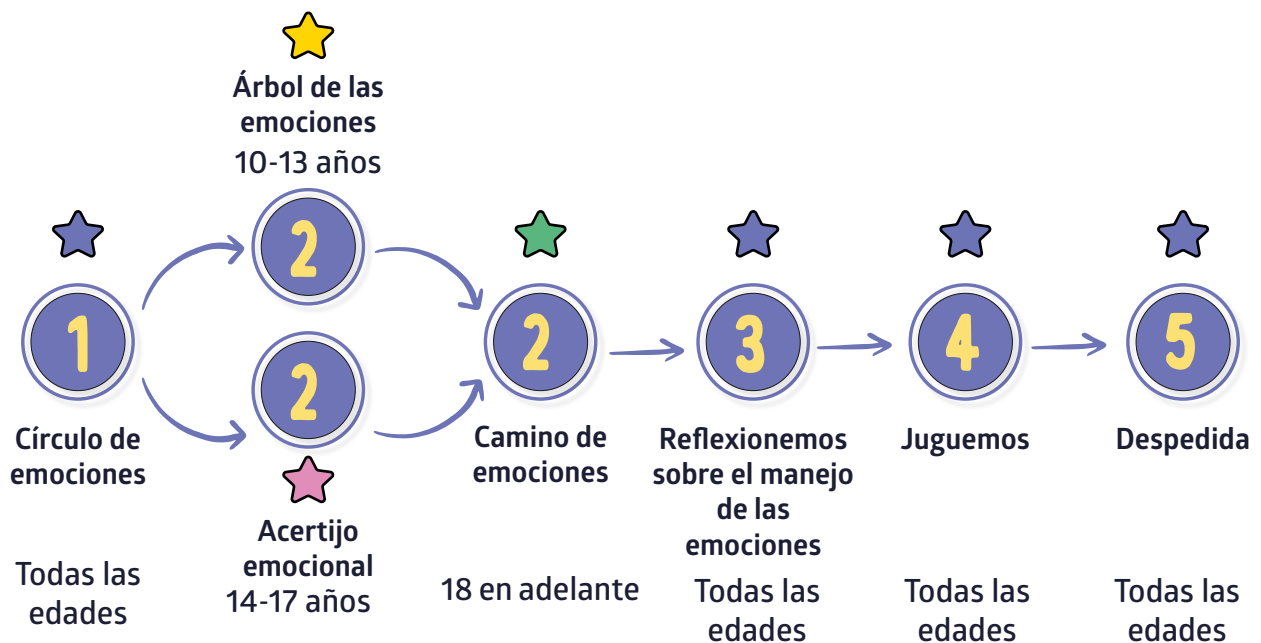 Árbol de las
emociones
10-13 años
2
1
Círculo de
emociones
Todas las
edades
2
Acertijo
emocional
14-17 años
2
Camino de
emociones
18 en adelante
3
Reflexionemos
sobre el manejo
de las
emociones
Todas las
edades
4
Juguemos
Todas las
edades
5
Despedida
Todas las
edades